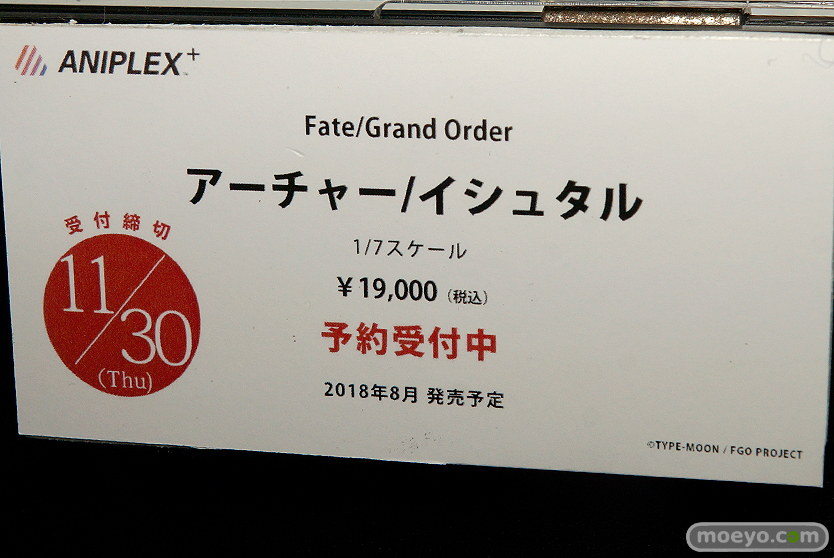 ANIPLEX+
Fate/Grand Order
アーチャー/イシュタル
1/7スケール
¥19,000（税込）
予約受付中
2018年8月 発売予定
受付締切
11/30
(Thu)
©TYPE-MOON / FGO PROJECT
moeyo.com